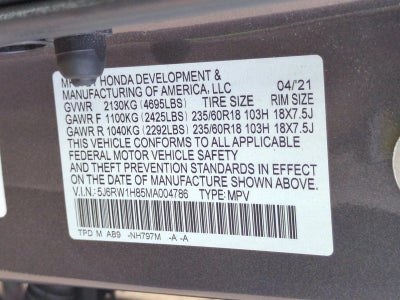 HONDA DEVELOPMENT &
MANUFACTURING OF AMERICA, LLC 04/'21
GVWR 2130KG (4695LBS) TIRE SIZE RIM SIZE
GAWR F 1100KG (2425LBS) 235/60R18 103H 18X7.5J
GAWR R 1040KG (2292LBS) 235/60R18 103H 18X7.5J
THIS VEHICLE CONFORMS TO ALL APPLICABLE
FEDERAL MOTOR VEHICLE SAFETY
AND THEFT PREVENTION STANDARDS IN EFFECT
ON THE DATE OF MANUFACTURE SHOWN ABOVE.
V.I.N.: 5J6RW1H85MA004786 TYPE: MPV
TPD M AB9 -NH797M -A -A